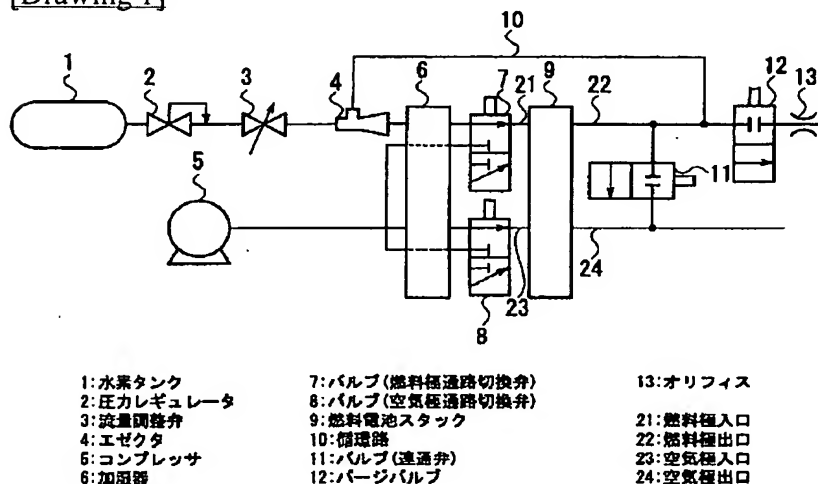 [Drawing 1]
10
1
2
3
4
6
7
21
9
22
12
13
5
11
23
24
8
1:水素タンク
2:圧力レギュレータ
3:流量調整弁
4:エゼクタ
5:コンプレッサ
6:加湿器
7:バルブ(燃料極通路切換弁)
8:バルブ(空気極通路切換弁)
9:燃料電池スタック
10:循環路
11:バルブ(連通弁)
12:パージバルブ
13:オリフィス
21:燃料極入口
22:燃料極出口
23:空気極入口
24:空気極出口